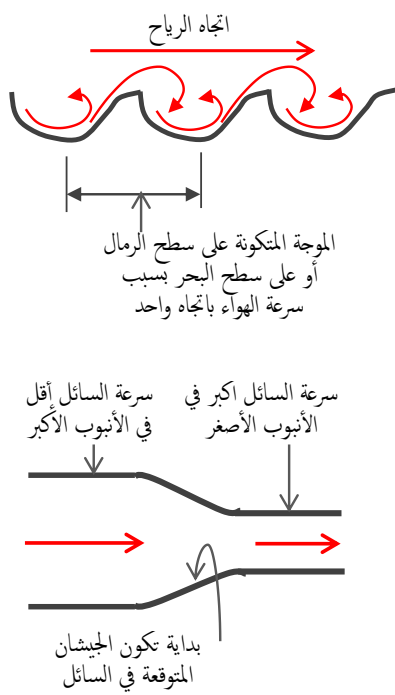 اتجاه الرياح
الموجة المتكونة على سطح الرمال
أو على سطح البحر بسبب
سرعة الهواء باتجاه واحد
سرعة السائل اكبر في
الأنبوب الأصغر
سرعة السائل أقل
في الأنبوب الأكبر
بداية تكون الجيشان
المتوقعة في السائل